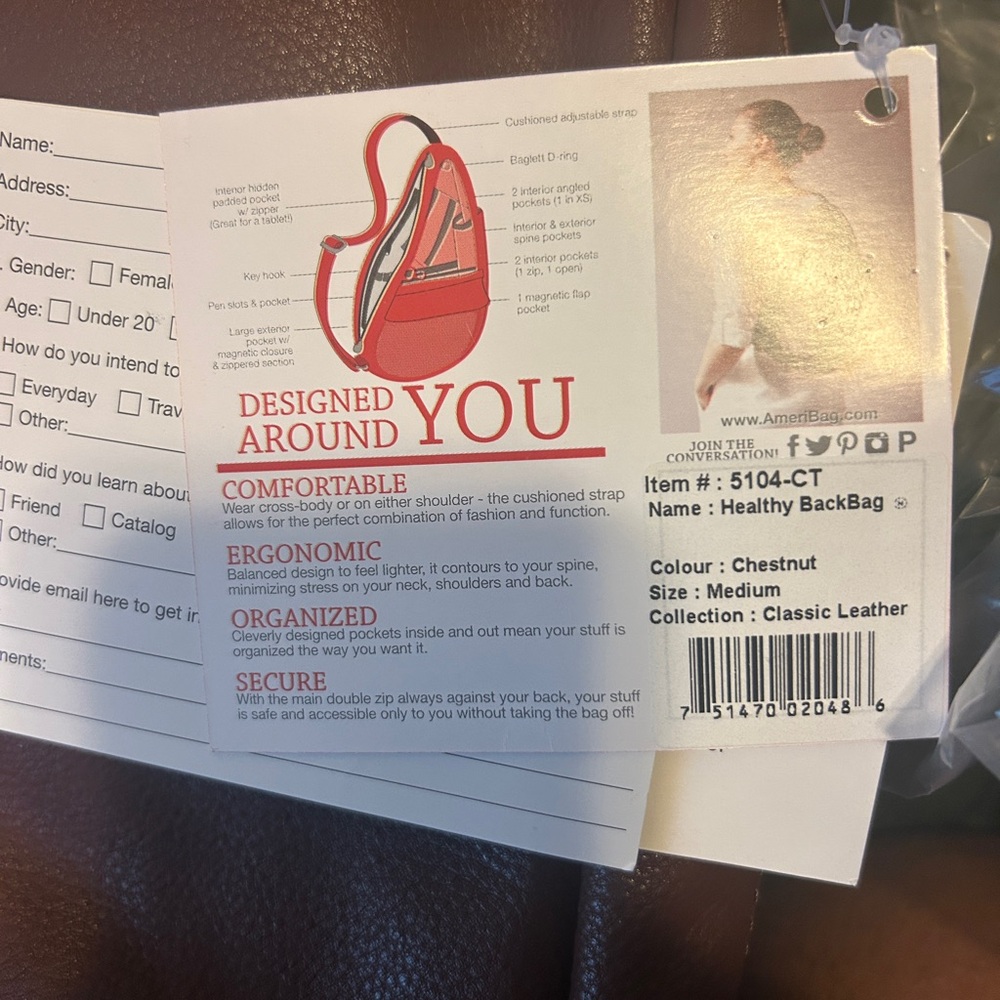 Name:
Address:
City:
. Gender: Femal
Age: Under 20
How do you intend to
Everyday Trav
Other:
How did you learn abou
Friend Catalog
Other:
ovide email here to get in
ments:
Cushioned adjustable strap
Baglett D-ring
2 interior angled
pockets (1 in XS)
Interior & exterior
spine pockets
2 interior pockets
(1 zip, 1 open)
1 magnetic flap
pocket
Interior hidden
padded pocket
w/ zipper
(Great for a tablet!)
Key hook
Pen slots & pocket
Large exterior
pocket w/
magnetic closure
& zippered section
DESIGNED
AROUND YOU
COMFORTABLE
Wear cross-body or on either shoulder - the cushioned strap
allows for the perfect combination of fashion and function.
ERGONOMIC
Balanced design to feel lighter, it contours to your spine,
minimizing stress on your neck, shoulders and back.
ORGANIZED
Cleverly designed pockets inside and out mean your stuff is
organized the way you want it.
SECURE
With the main double zip always against your back, your stuff
is safe and accessible only to you without taking the bag off!
www.AmeriBag.com
JOIN THE
CONVERSATION!
Item # : 5104-CT
Name : Healthy BackBag ®
Colour : Chestnut
Size : Medium
Collection : Classic Leather
7 51470 02048 6